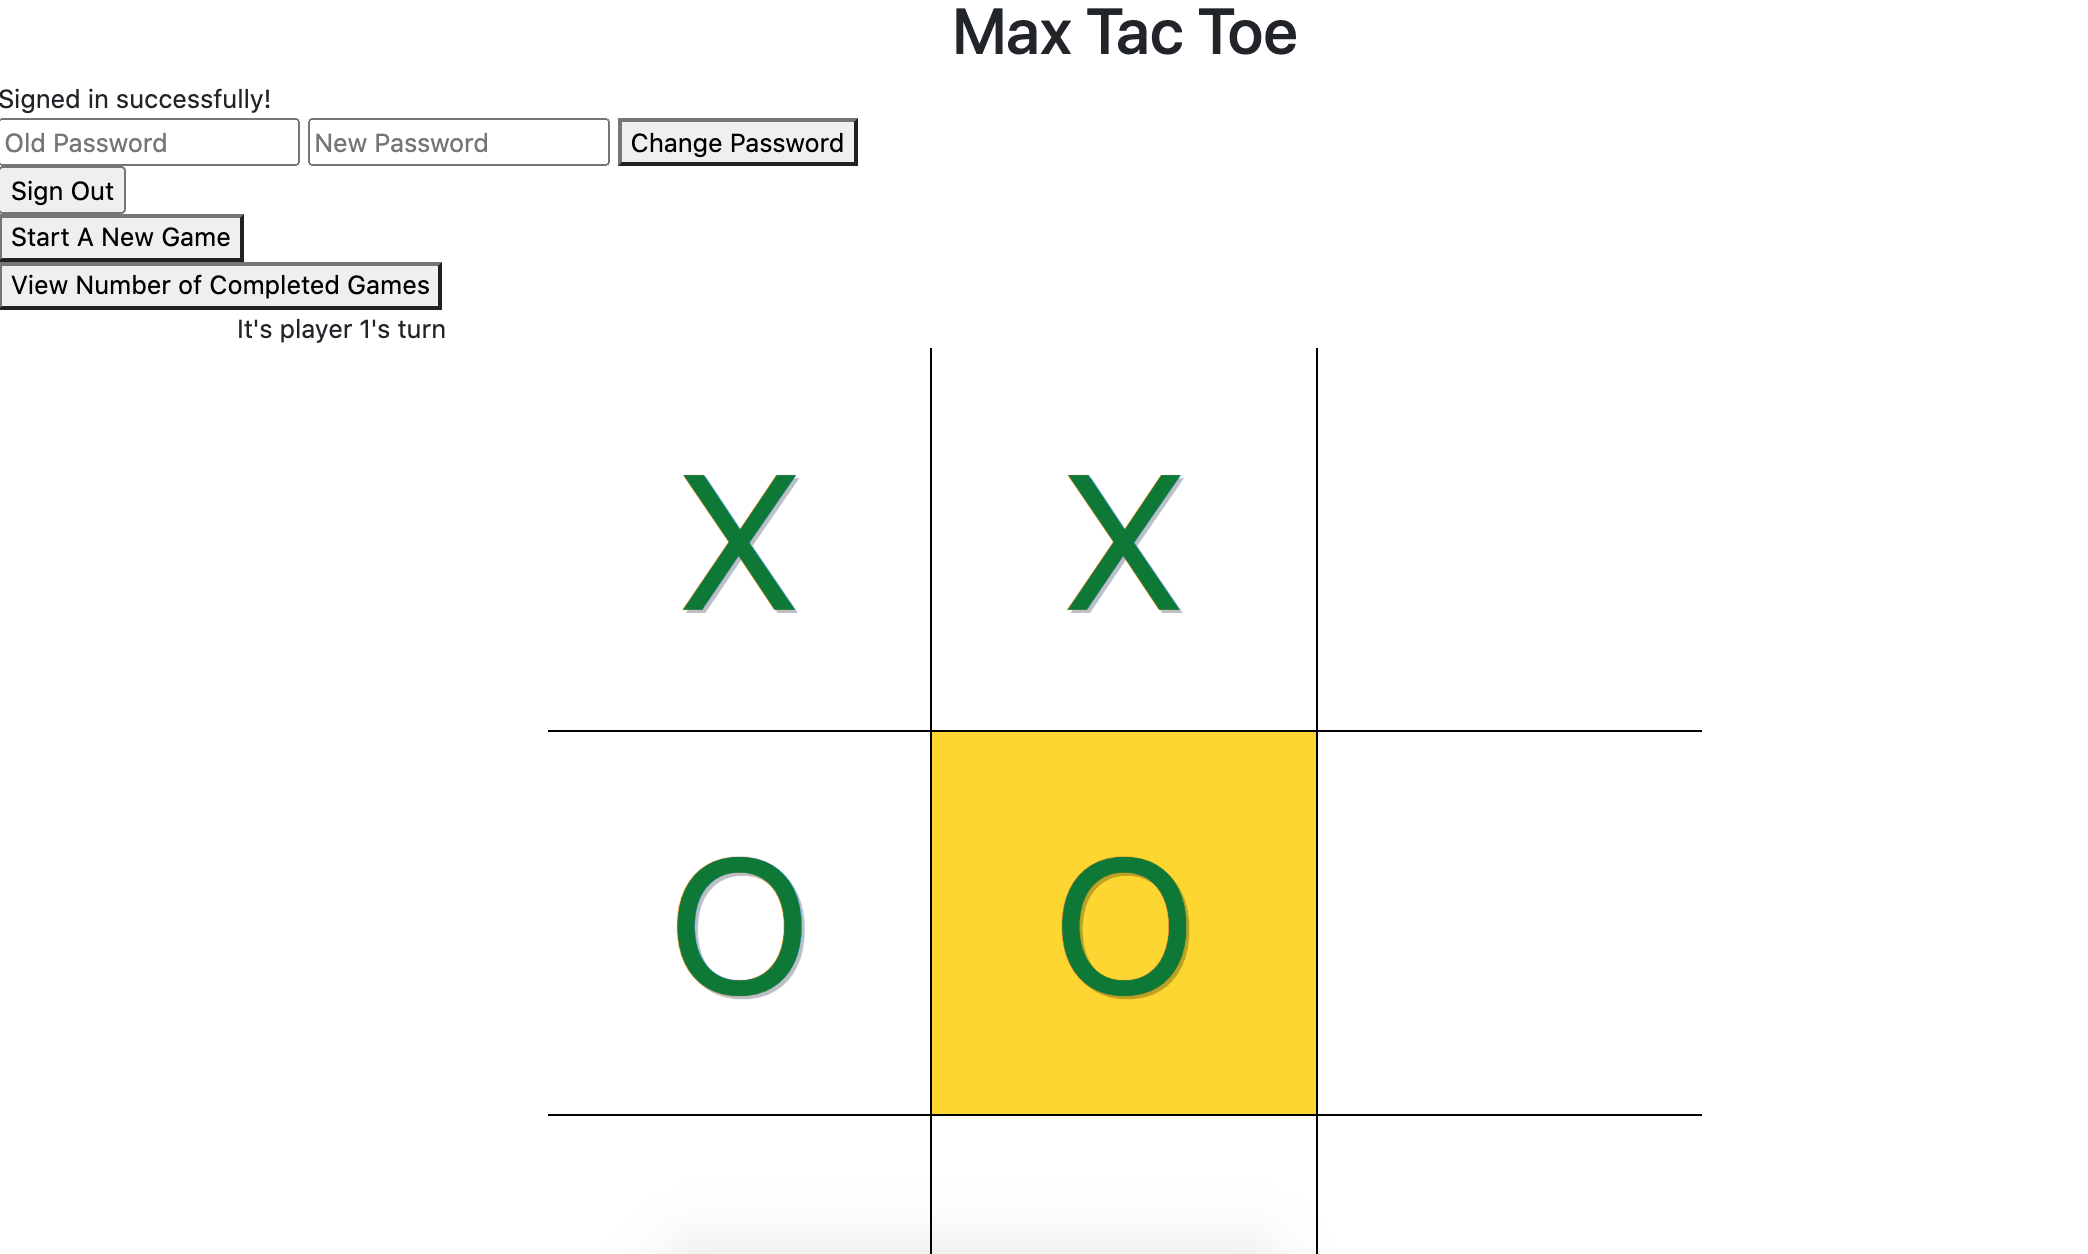 Max Tac Toe
Signed in successfully!
Old Password New Password Change Password
Sign Out
Start A New Game
View Number of Completed Games
It's player 1's turn
X X
O O